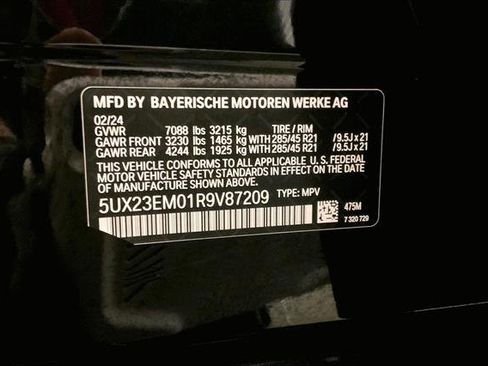 MFD BY BAYERISCHE MOTOREN WERKE AG
02/24
GVWR 7088 lbs 3215 kg TIRE / RIM
GAWR FRONT 3230 lbs 1465 kg WITH 285/45 R21 /9.5J x 21
GAWR REAR 4244 lbs 1925 kg WITH 285/45 R21 /9.5J x 21
THIS VEHICLE CONFORMS TO ALL APPLICABLE U. S. FEDERAL
MOTOR VEHICLE SAFETY STANDARDS IN EFFECT ON THE DATE
OF MANUFACTURE SHOWN ABOVE.
5UX23EM01R9V87209 TYPE: MPV
475M
7 320 729